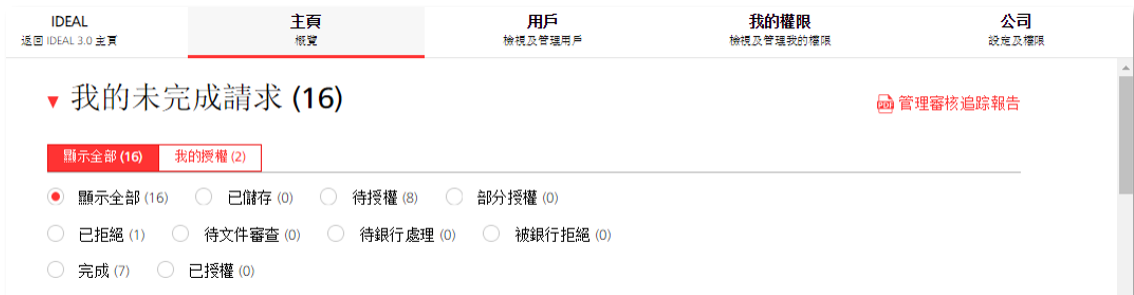 IDEAL
返回 IDEAL 3.0 主頁
主頁
概覽
用戶
檢視及管理用戶
我的權限
檢視及管理我的權限
公司
設定及權限
我的未完成請求 (16)
PDF 管理審核追踪報告
顯示全部 (16) 我的授權 (2)
顯示全部 (16) 已儲存 (0) 待授權 (8) 部分授權 (0)
已拒絕 (1) 待文件審查 (0) 待銀行處理 (0) 被銀行拒絕 (0)
完成 (7) 已授權 (0)